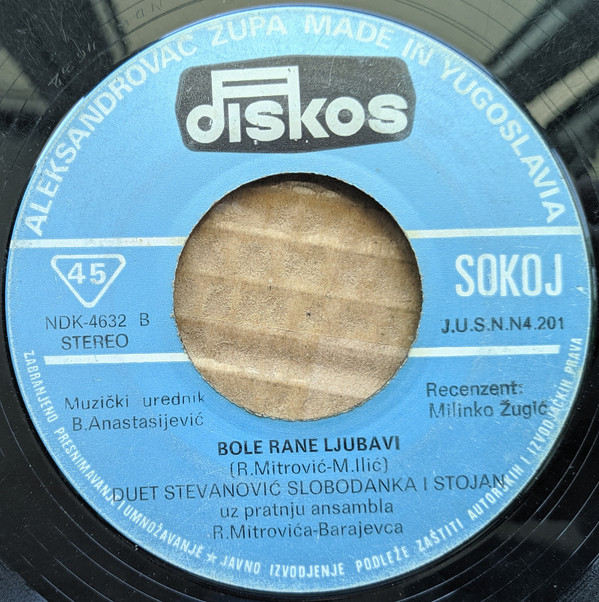 ALEKSANDROVAC ŽUPA MADE IN YUGOSLAVIA
diskos
45
SOKOJ
NDK-4632 B
STEREO
J.U.S.N.N4.201
Muzički urednik
B.Anastasijević
Recenzent:
Milinko Žugić
BOLE RANE LJUBAVI
(R.Mitrović-M.Ilić)
DUET STEVANOVIĆ SLOBODANKA I STOJAN
uz pratnju ansambla
R.Mitrovića-Barajevca
ZABRANJENO PRESNIMAVANJE I UMNOŽAVANJE ★ JAVNO IZVODJENJE PODLEŽE ZAŠTITI AUTORSKIH I IZVODJAČKIH PRAVA